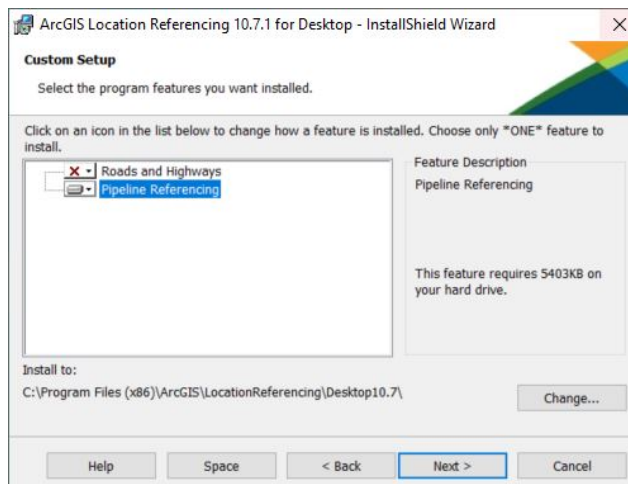 ArcGIS Location Referencing 10.7.1 for Desktop - InstallShield Wizard
Custom Setup
Select the program features you want installed.
Click on an icon in the list below to change how a feature is installed. Choose only *ONE* feature to
install.
Roads and Highways
Pipeline Referencing
Feature Description
Pipeline Referencing
This feature requires 5403KB on
your hard drive.
Install to:
C:\Program Files (x86)\ArcGIS\LocationReferencing\Desktop10.7\
Change...
Help
Space
< Back
Next >
Cancel